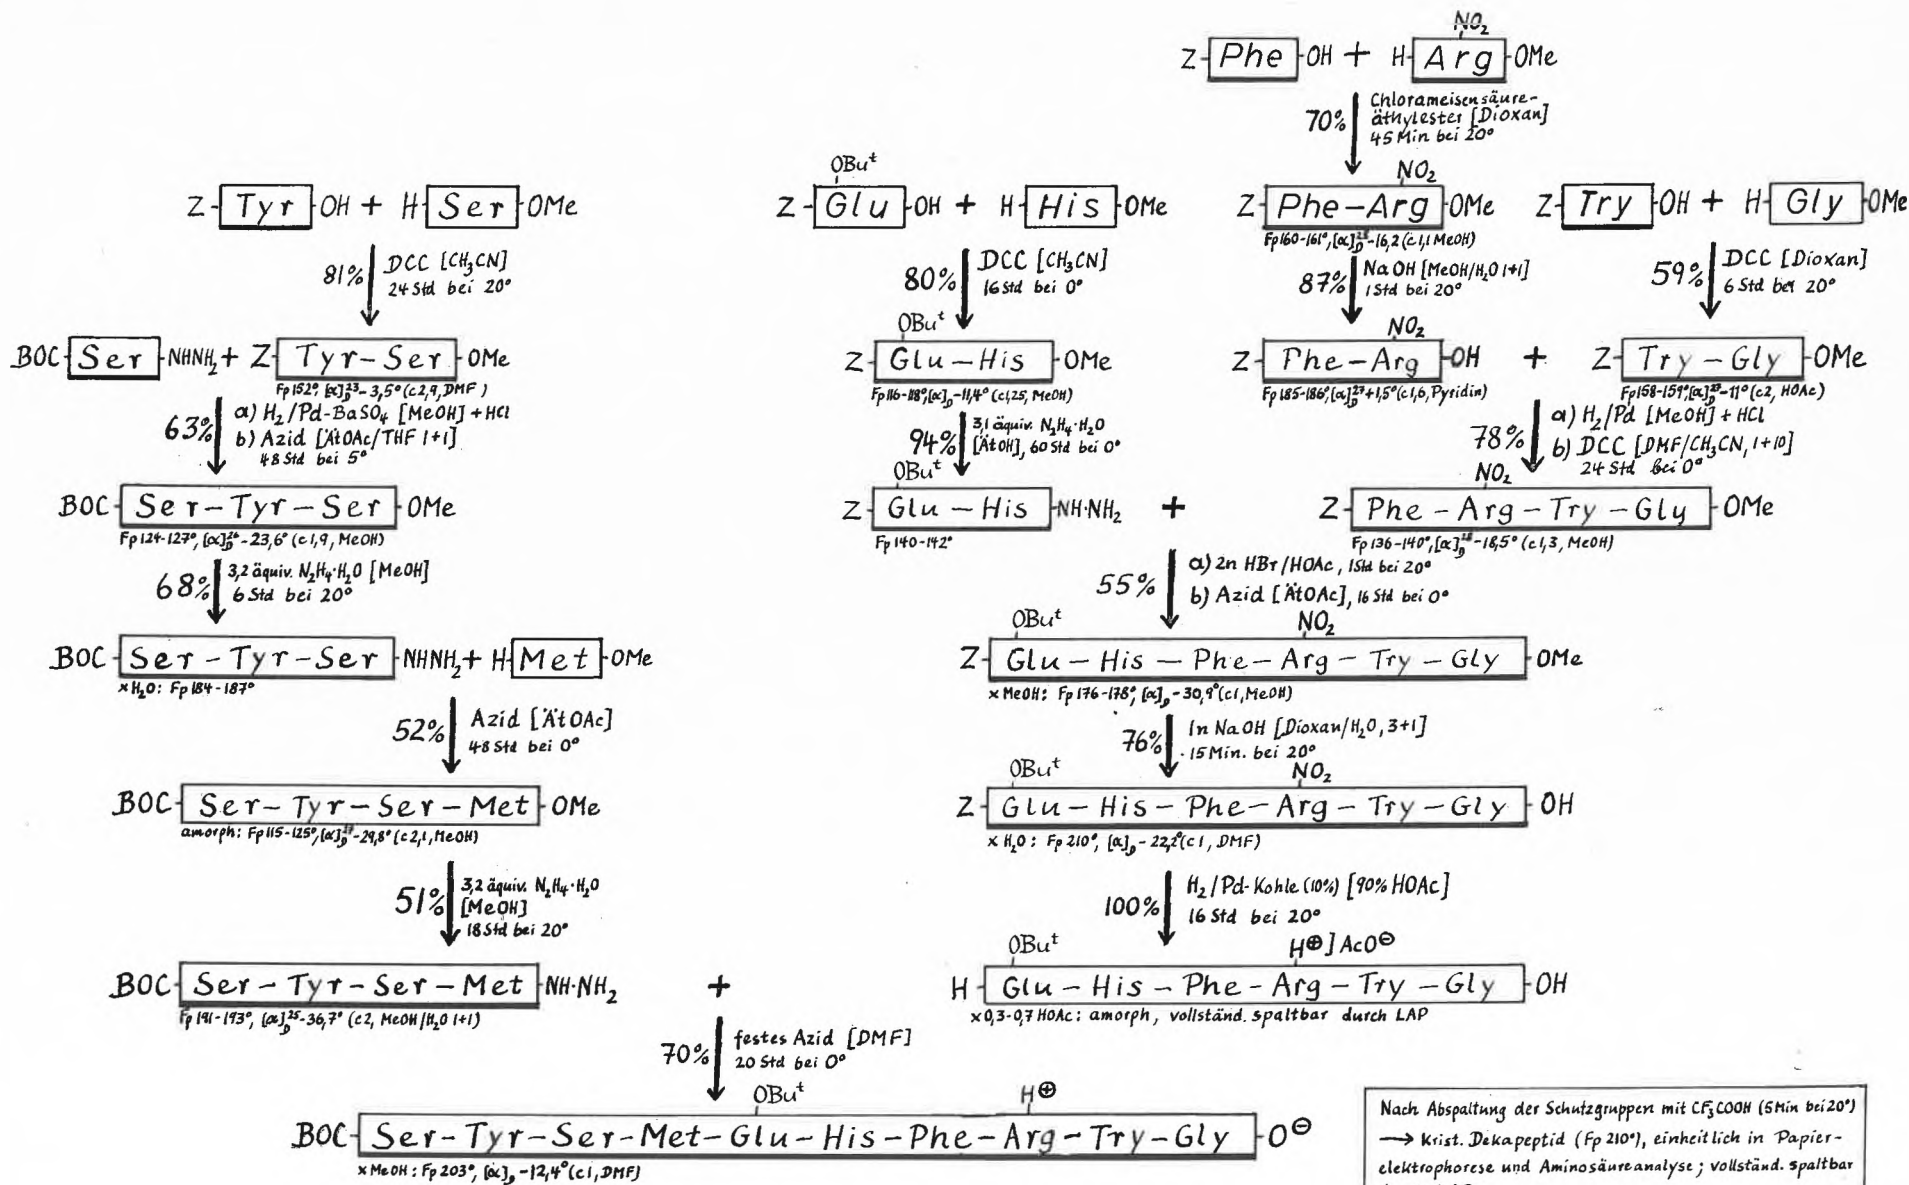 NO₂
Z-Phe-OH + H-Arg-OMe
70% Chlorameisensäure-
äthylester [Dioxan]
45 Min bei 20°
OBuᵗ NO₂
Z-Tyr-OH + H-Ser-OMe Z-Glu-OH + H-His-OMe Z-Phe-Arg-OMe Z-Try-OH + H-Gly-OMe
Fp 160-161°, [α]D²⁵-16,2 (c1,1 MeOH)
81% DCC [CH₃CN]
24 Std bei 20°
80% DCC [CH₃CN]
16 Std bei 0°
87% NaOH [MeOH/H₂O 1+1]
1 Std bei 20°
59% DCC [Dioxan]
6 Std bei 20°
OBuᵗ NO₂
BOC-Ser-NHNH₂ + Z-Tyr-Ser-OMe Z-Glu-His-OMe Z-Phe-Arg-OH + Z-Try-Gly-OMe
Fp 152°, [α]D²³-3,5° (c2,9, DMF)
Fp 116-118°, [α]D-11,4° (c1,25, MeOH)
Fp 185-186°, [α]D²⁷+1,5° (c1,6, Pyridin)
Fp 158-159°, [α]D-11° (c2, HOAc)
63% a) H₂/Pd-BaSO₄ [MeOH] + HCl
b) Azid [ÄtOAc/THF 1+1]
48 Std bei 5°
94% 3,1 äquiv. N₂H₄·H₂O
[ÄtOH], 60 Std bei 0°
78% a) H₂/Pd [MeOH] + HCl
b) DCC [DMF/CH₃CN, 1+10]
24 Std bei 0°
OBuᵗ NO₂
BOC-Ser-Tyr-Ser-OMe Z-Glu-His-NH·NH₂ + Z-Phe-Arg-Try-Gly-OMe
Fp 124-127°, [α]D²⁶-23,6° (c1,9, MeOH)
Fp 140-142°
Fp 136-140°, [α]D-18,5° (c1,3, MeOH)
68% 3,2 äquiv. N₂H₄·H₂O [MeOH]
6 Std bei 20°
55% a) 2n HBr/HOAc, 1 Std bei 20°
b) Azid [ÄtOAc], 16 Std bei 0°
OBuᵗ NO₂
BOC-Ser-Tyr-Ser-NHNH₂ + H-Met-OMe Z-Glu-His-Phe-Arg-Try-Gly-OMe
x H₂O: Fp 184-187°
x MeOH: Fp 176-178°, [α]D-30,9° (c1, MeOH)
52% Azid [ÄtOAc]
48 Std bei 0°
76% 1n NaOH [Dioxan/H₂O, 3+1]
15 Min. bei 20°
OBuᵗ NO₂
BOC-Ser-Tyr-Ser-Met-OMe Z-Glu-His-Phe-Arg-Try-Gly-OH
amorph: Fp 115-125°, [α]D-29,8° (c2,1, MeOH)
x H₂O: Fp 210°, [α]D-22,2° (c1, DMF)
51% 3,2 äquiv. N₂H₄·H₂O
[MeOH]
18 Std bei 20°
100% H₂/Pd-Kohle (10%) [90% HOAc]
16 Std bei 20°
OBuᵗ H⊕] AcO⊖
BOC-Ser-Tyr-Ser-Met-NH·NH₂ + H-Glu-His-Phe-Arg-Try-Gly-OH
Fp 191-193°, [α]D²⁵-36,7° (c2, MeOH/H₂O 1+1)
x 0,3-0,7 HOAc: amorph, vollständ. spaltbar durch LAP
70% festes Azid [DMF]
20 Std bei 0°
OBuᵗ H⊕
BOC-Ser-Tyr-Ser-Met-Glu-His-Phe-Arg-Try-Gly-O⊖
x MeOH: Fp 203°, [α]D-12,4° (c1, DMF)
Nach Abspaltung der Schutzgruppen mit CF₃COOH (5 Min bei 20°)
→ Krist. Dekapeptid (Fp 210°), einheitlich in Papier-
elektrophorese und Aminosäureanalyse; vollständ. spaltbar